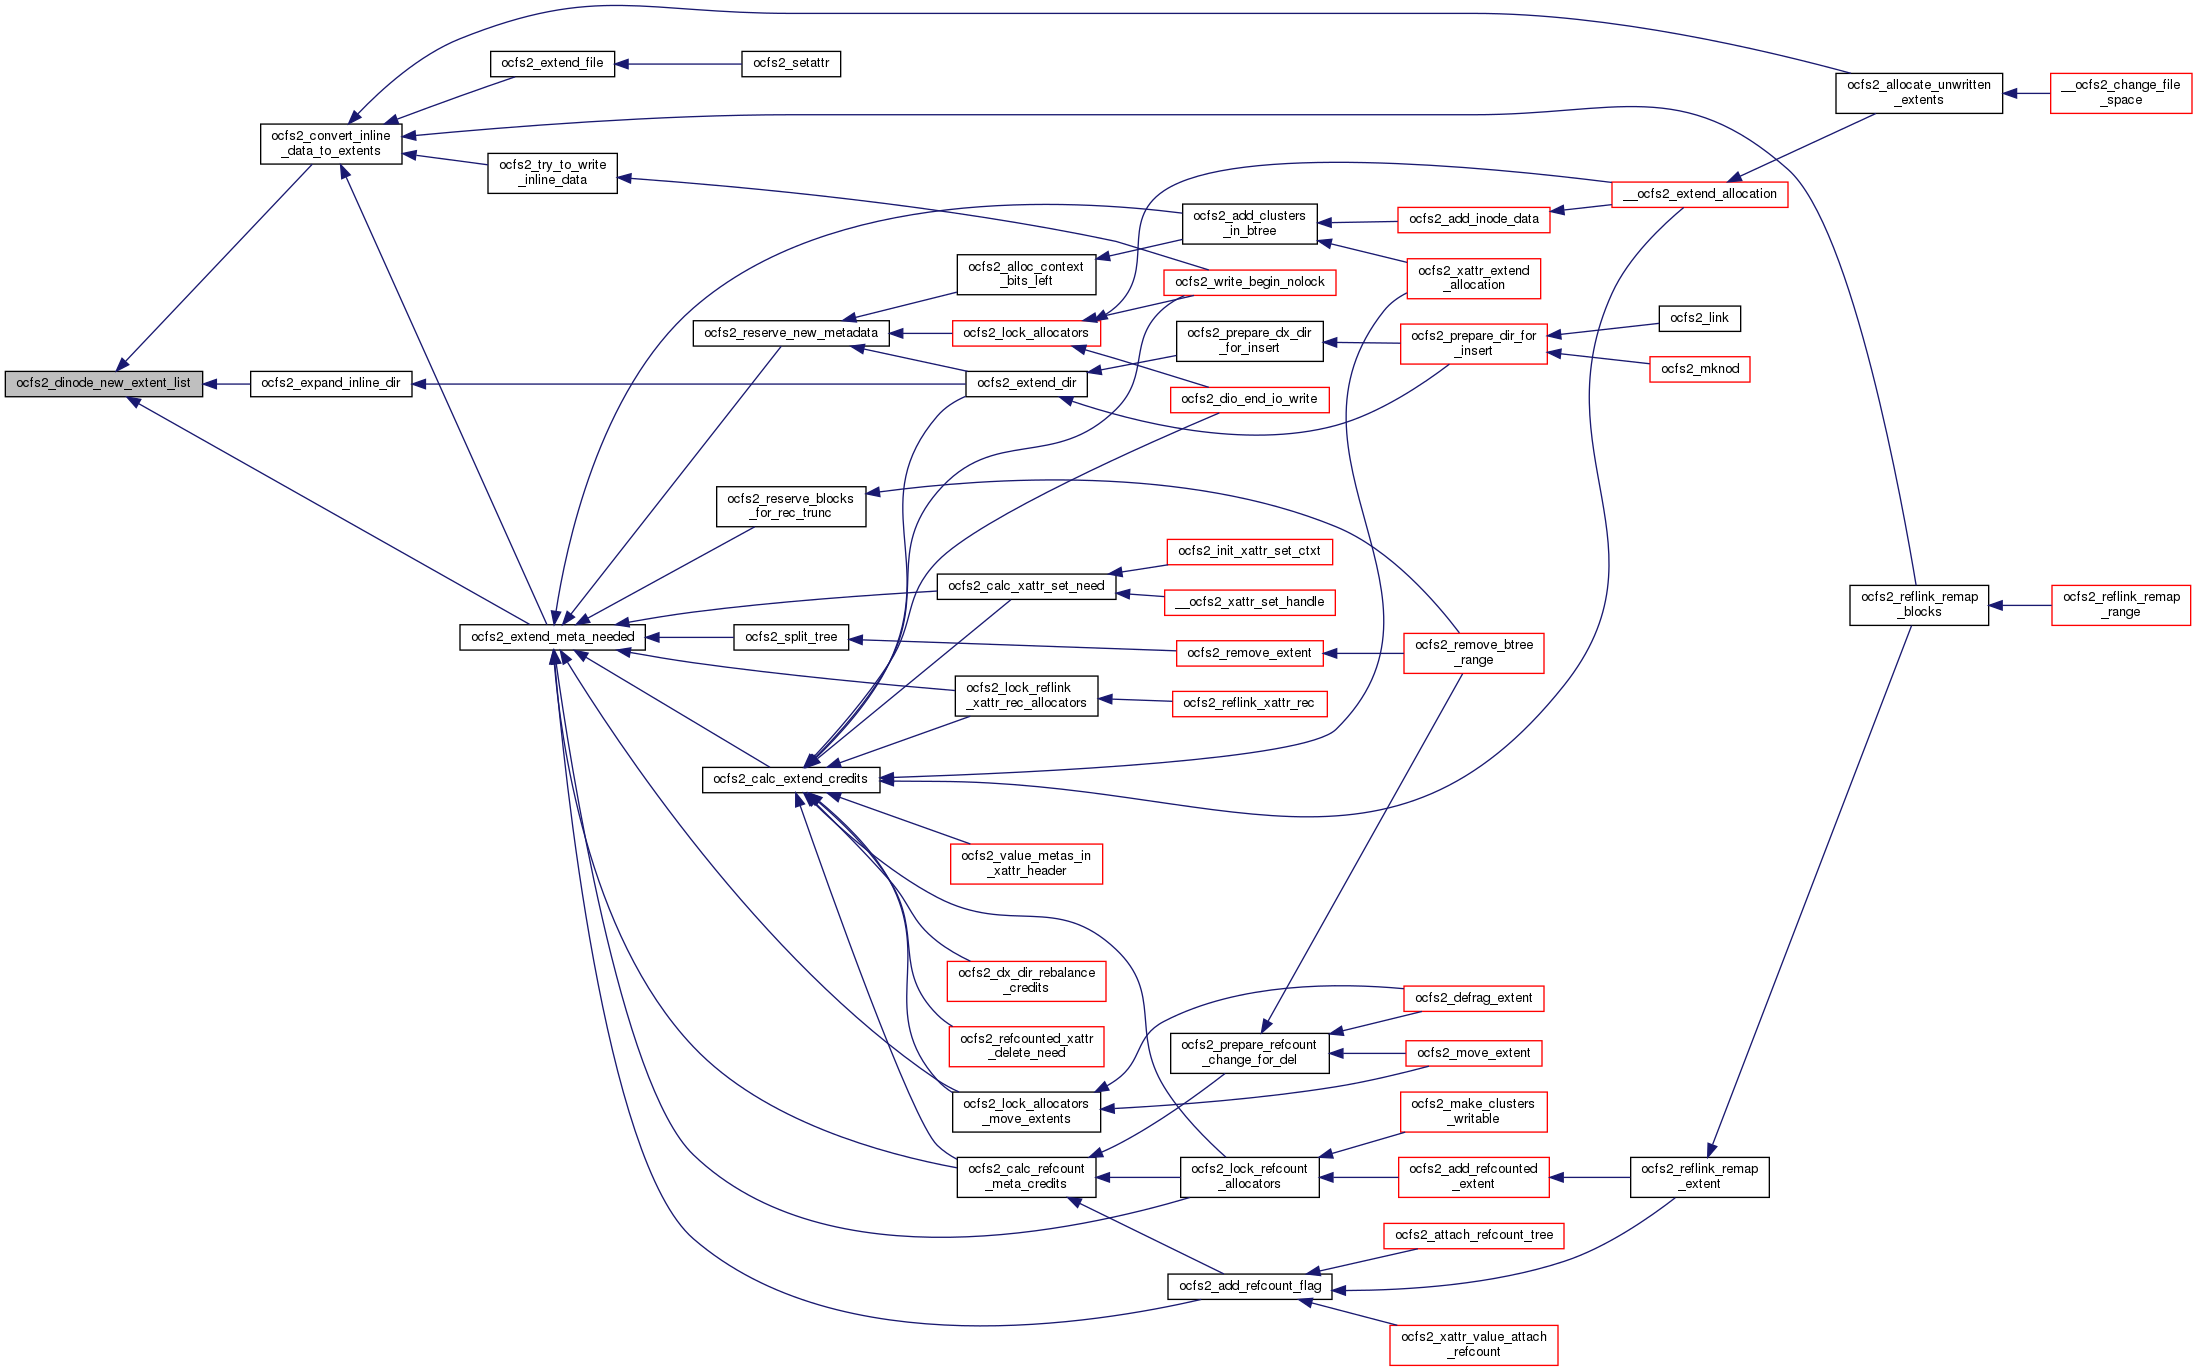 ocfs2_dinode_new_extent_list
ocfs2_convert_inline
_data_to_extents
ocfs2_expand_inline_dir
ocfs2_extend_file
ocfs2_try_to_write
_inline_data
ocfs2_extend_meta_needed
ocfs2_setattr
ocfs2_reserve_new_metadata
ocfs2_reserve_blocks
_for_rec_trunc
ocfs2_split_tree
ocfs2_calc_extend_credits
ocfs2_alloc_context
_bits_left
ocfs2_lock_allocators
ocfs2_extend_dir
ocfs2_calc_xattr_set_need
ocfs2_lock_reflink
_xattr_rec_allocators
ocfs2_value_metas_in
_xattr_header
ocfs2_dx_dir_rebalance
_credits
ocfs2_refcounted_xattr
_delete_need
ocfs2_lock_allocators
_move_extents
ocfs2_calc_refcount
_meta_credits
ocfs2_add_clusters
_in_btree
ocfs2_write_begin_nolock
ocfs2_prepare_dx_dir
_for_insert
ocfs2_dio_end_io_write
ocfs2_init_xattr_set_ctxt
__ocfs2_xattr_set_handle
ocfs2_remove_extent
ocfs2_reflink_xattr_rec
ocfs2_prepare_refcount
_change_for_del
ocfs2_lock_refcount
_allocators
ocfs2_add_refcount_flag
ocfs2_add_inode_data
ocfs2_xattr_extend
_allocation
ocfs2_prepare_dir_for
_insert
ocfs2_remove_btree
_range
ocfs2_defrag_extent
ocfs2_move_extent
ocfs2_make_clusters
_writable
ocfs2_add_refcounted
_extent
ocfs2_attach_refcount_tree
ocfs2_xattr_value_attach
_refcount
__ocfs2_extend_allocation
ocfs2_link
ocfs2_mknod
ocfs2_reflink_remap
_extent
ocfs2_allocate_unwritten
_extents
ocfs2_reflink_remap
_blocks
__ocfs2_change_file
_space
ocfs2_reflink_remap
_range